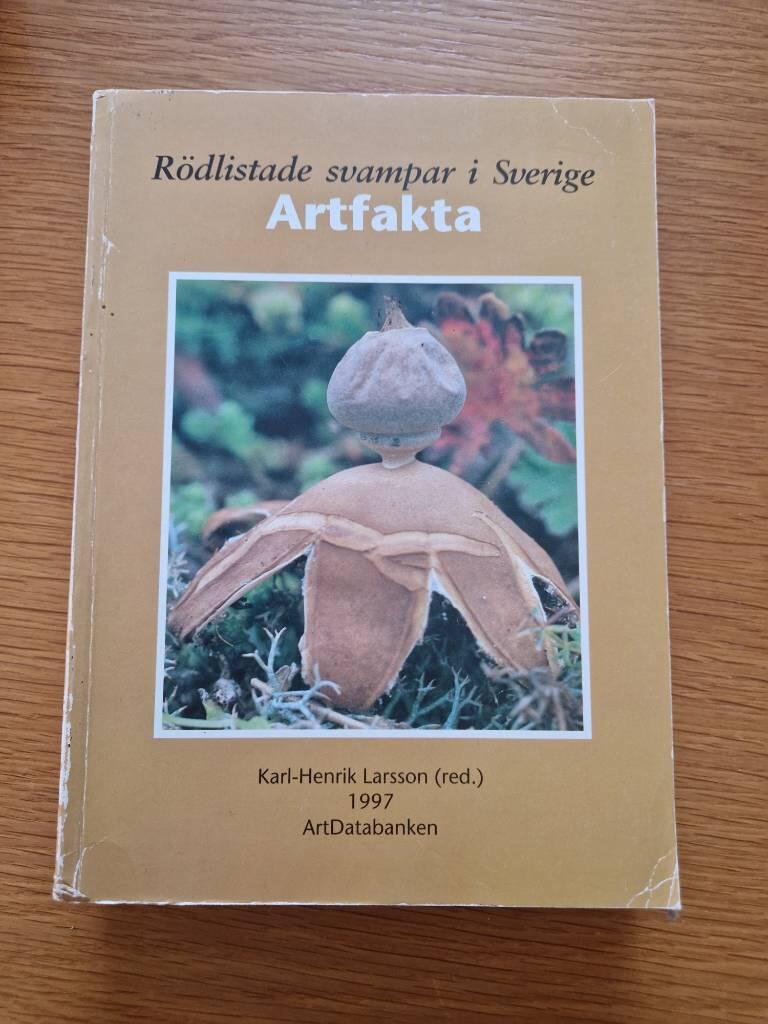 Rödlistade svampar i Sverige
Artfakta
Karl-Henrik Larsson (red.)
1997
ArtDatabanken